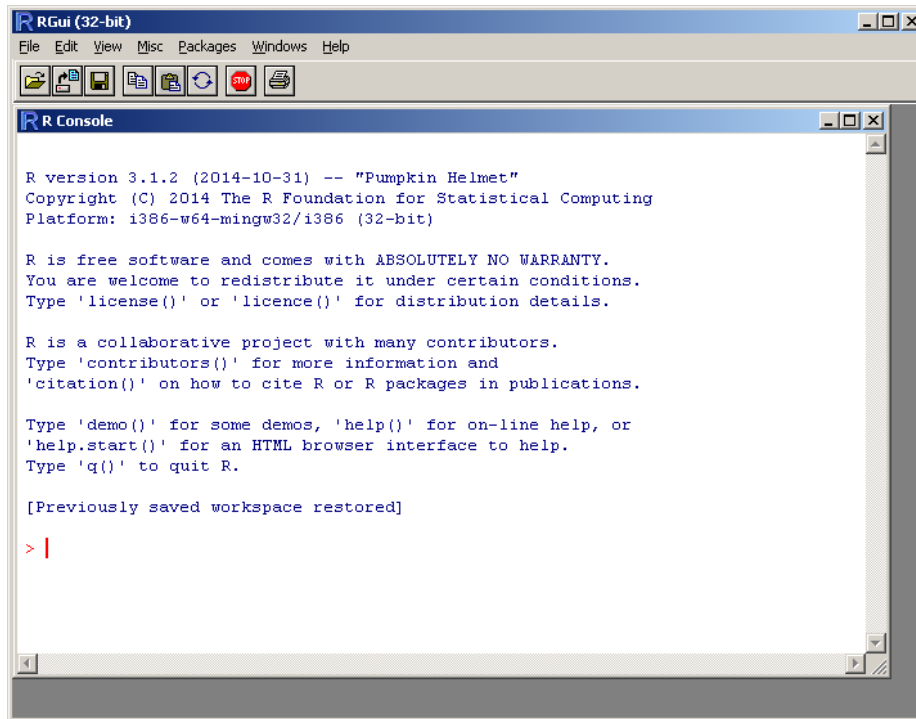 RGui (32-bit)
File Edit View Misc Packages Windows Help
STOP
R Console
R version 3.1.2 (2014-10-31) -- "Pumpkin Helmet"
Copyright (C) 2014 The R Foundation for Statistical Computing
Platform: i386-w64-mingw32/i386 (32-bit)
R is free software and comes with ABSOLUTELY NO WARRANTY.
You are welcome to redistribute it under certain conditions.
Type 'license()' or 'licence()' for distribution details.
R is a collaborative project with many contributors.
Type 'contributors()' for more information and
'citation()' on how to cite R or R packages in publications.
Type 'demo()' for some demos, 'help()' for on-line help, or
'help.start()' for an HTML browser interface to help.
Type 'q()' to quit R.
[Previously saved workspace restored]
>